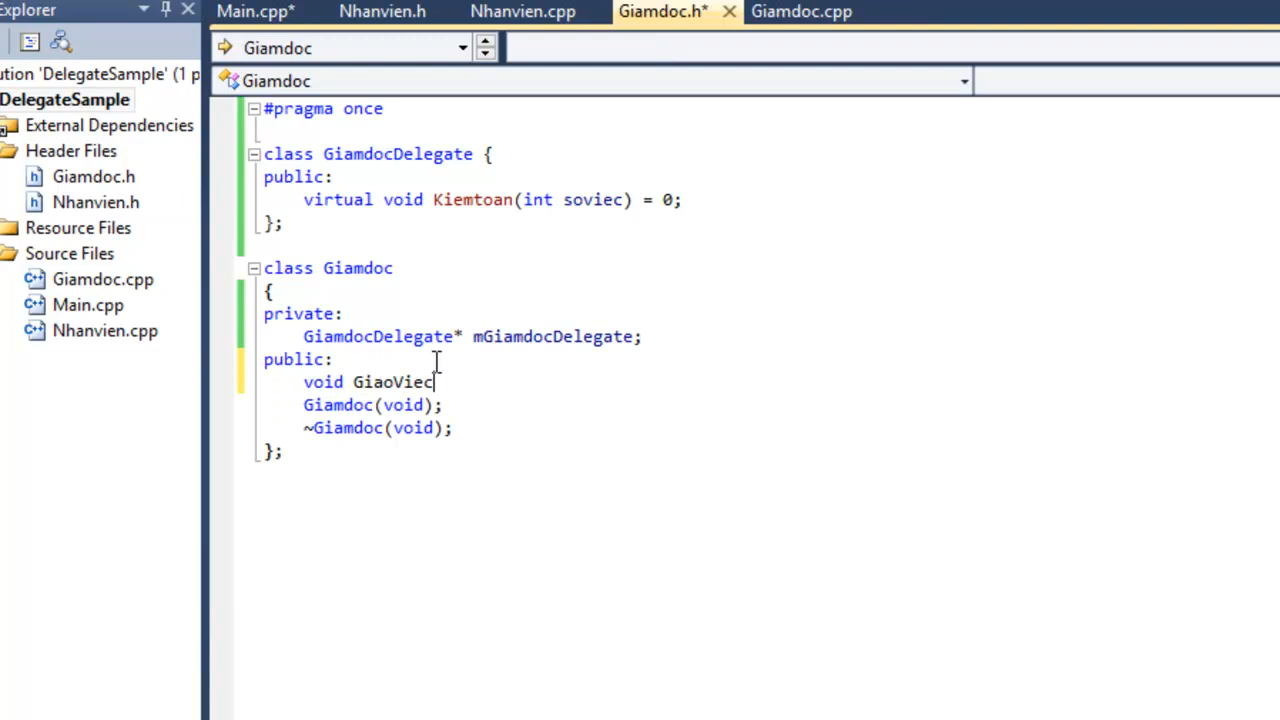 Explorer
Main.cpp* Nhanvien.h Nhanvien.cpp Giamdoc.h* Giamdoc.cpp
Giamdoc
Giamdoc
ution 'DelegateSample' (1 p
DelegateSample
External Dependencies
Header Files
Giamdoc.h
Nhanvien.h
Resource Files
Source Files
Giamdoc.cpp
Main.cpp
Nhanvien.cpp
#pragma once
class GiamdocDelegate {
public:
virtual void Kiemtoan(int soviec) = 0;
};
class Giamdoc
{
private:
GiamdocDelegate* mGiamdocDelegate;
public:
void GiaoViec
Giamdoc(void);
~Giamdoc(void);
};